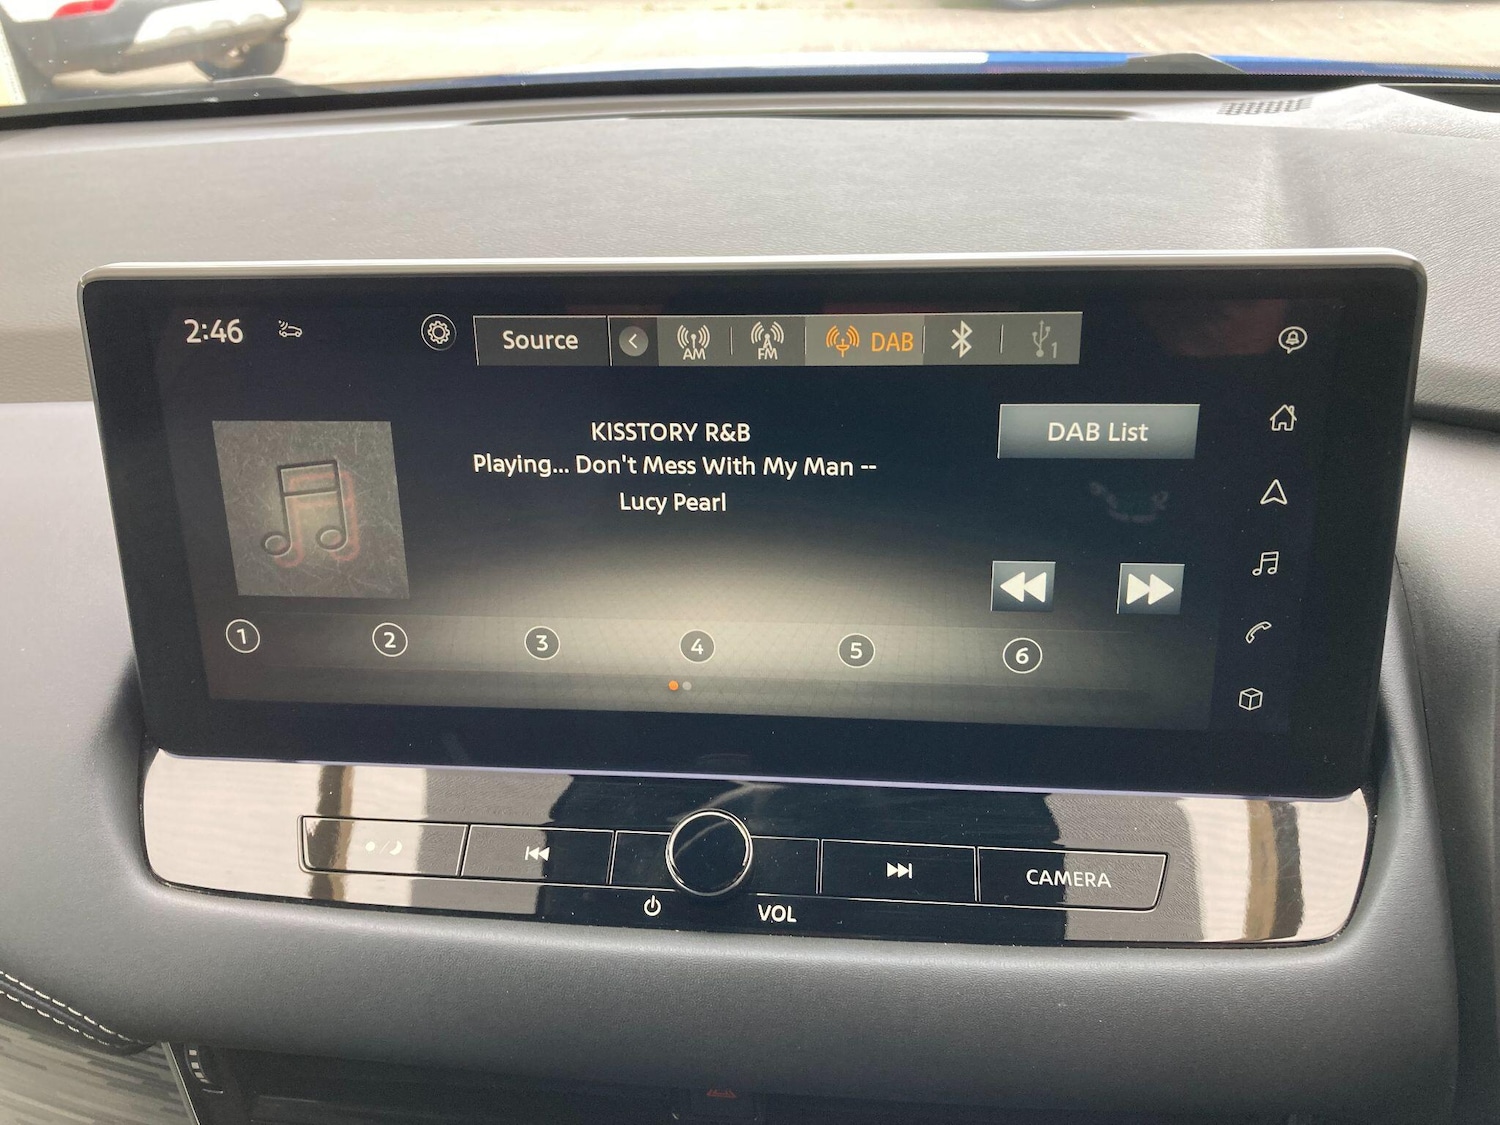 2:46
Source
AM
FM
DAB
1
KISSTORY R&B
DAB List
Playing... Don't Mess With My Man --
Lucy Pearl
1
2
3
4
5
6
CAMERA
VOL